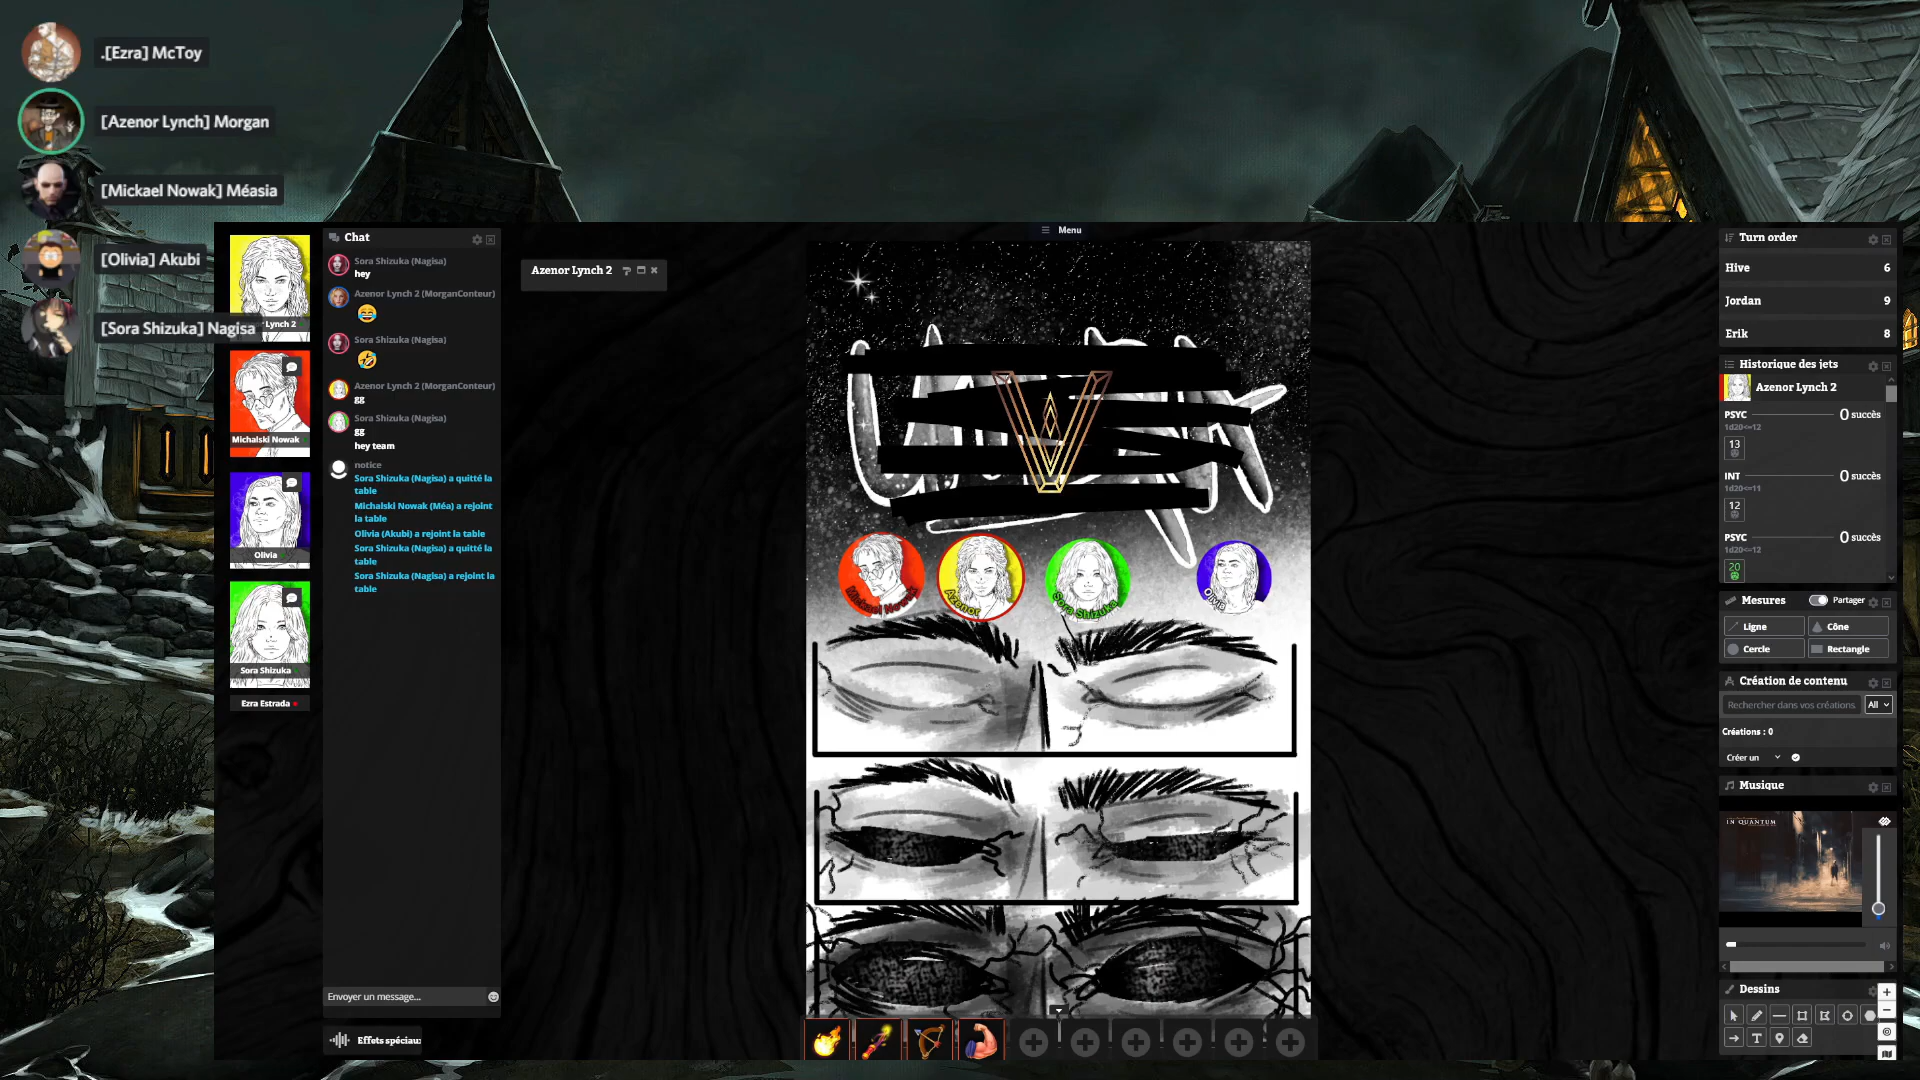 .[Ezra] McToy
[Azenor Lynch] Morgan
[Mickael Nowak] Méasia
[Olivia] Akubi
[Sora Shizuka] Nagisa
Lynch 2
Michalski Nowak
Olivia
Sora Shizuka
Ezra Estrada
Chat
Sora Shizuka (Nagisa)
hey
Azenor Lynch 2 (MorganConteur)
😂
Sora Shizuka (Nagisa)
🤣
Azenor Lynch 2 (MorganConteur)
gg
Sora Shizuka (Nagisa)
gg
hey team
notice
Sora Shizuka (Nagisa) a quitté la
table
Michalski Nowak (Méa) a rejoint
la table
Olivia (Akubi) a rejoint la table
Sora Shizuka (Nagisa) a quitté la
table
Sora Shizuka (Nagisa) a rejoint la
table
Envoyer un message...
Effets spéciau
Azenor Lynch 2
Menu
Mickael Nowak
Azenor
Sora Shizuka
Olivia
Turn order
Hive 6
Jordan 9
Erik 8
Historique des jets
Azenor Lynch 2
PSYC 0 succès
1d20<=12
13
INT 0 succès
1d20<=11
12
PSYC 0 succès
1d20<=12
20
Mesures Partager
Ligne Cône
Cercle Rectangle
Création de contenu
Rechercher dans vos créations All
Créations : 0
Créer un
Musique
IN QUANTUM
Dessins